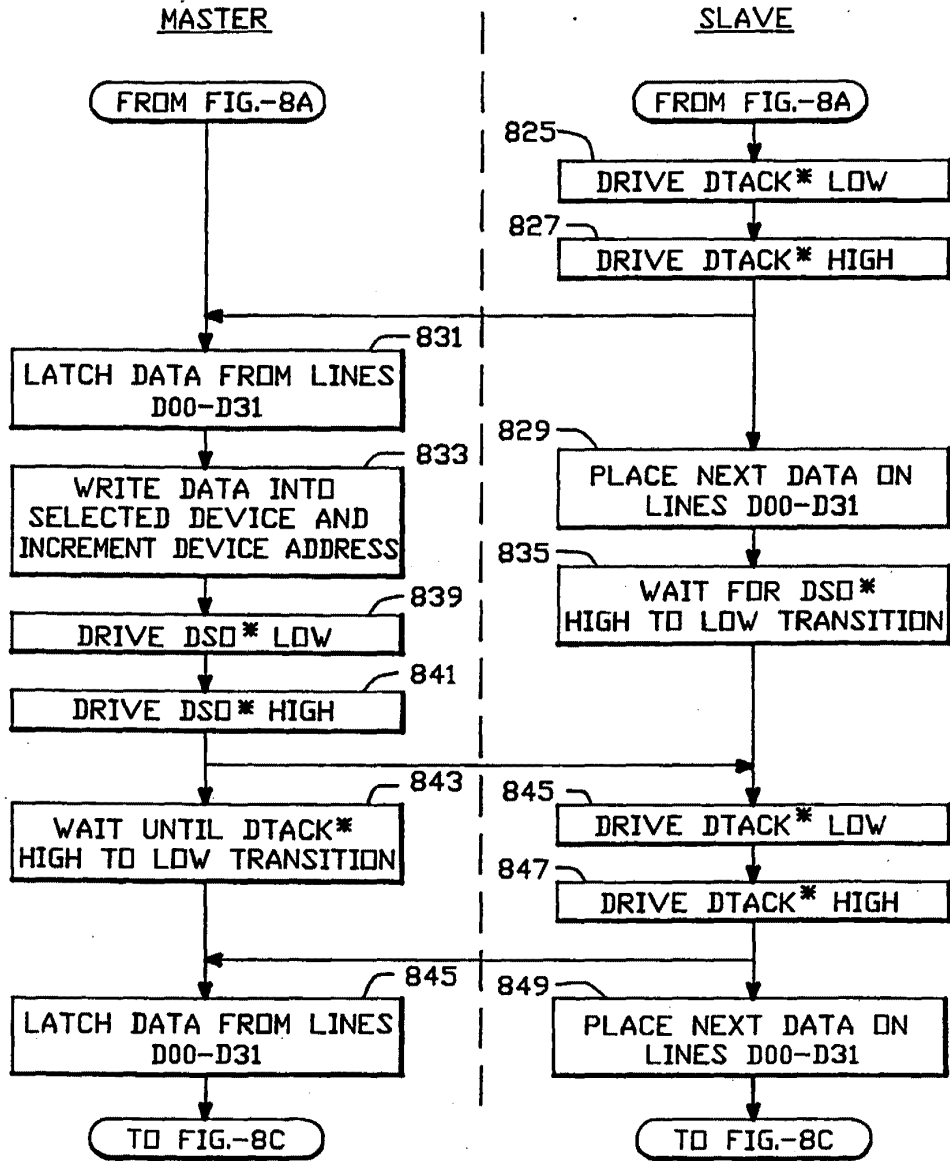 MASTER
SLAVE
FROM FIG.-8A
FROM FIG.-8A
825
DRIVE DTACK* LOW
827
DRIVE DTACK* HIGH
831
LATCH DATA FROM LINES
D00-D31
829
PLACE NEXT DATA ON
LINES D00-D31
833
WRITE DATA INTO
SELECTED DEVICE AND
INCREMENT DEVICE ADDRESS
835
WAIT FOR DSO*
HIGH TO LOW TRANSITION
839
DRIVE DSO* LOW
841
DRIVE DSO* HIGH
843
WAIT UNTIL DTACK*
HIGH TO LOW TRANSITION
845
DRIVE DTACK* LOW
847
DRIVE DTACK* HIGH
845
LATCH DATA FROM LINES
D00-D31
849
PLACE NEXT DATA ON
LINES D00-D31
TO FIG.-8C
TO FIG.-8C